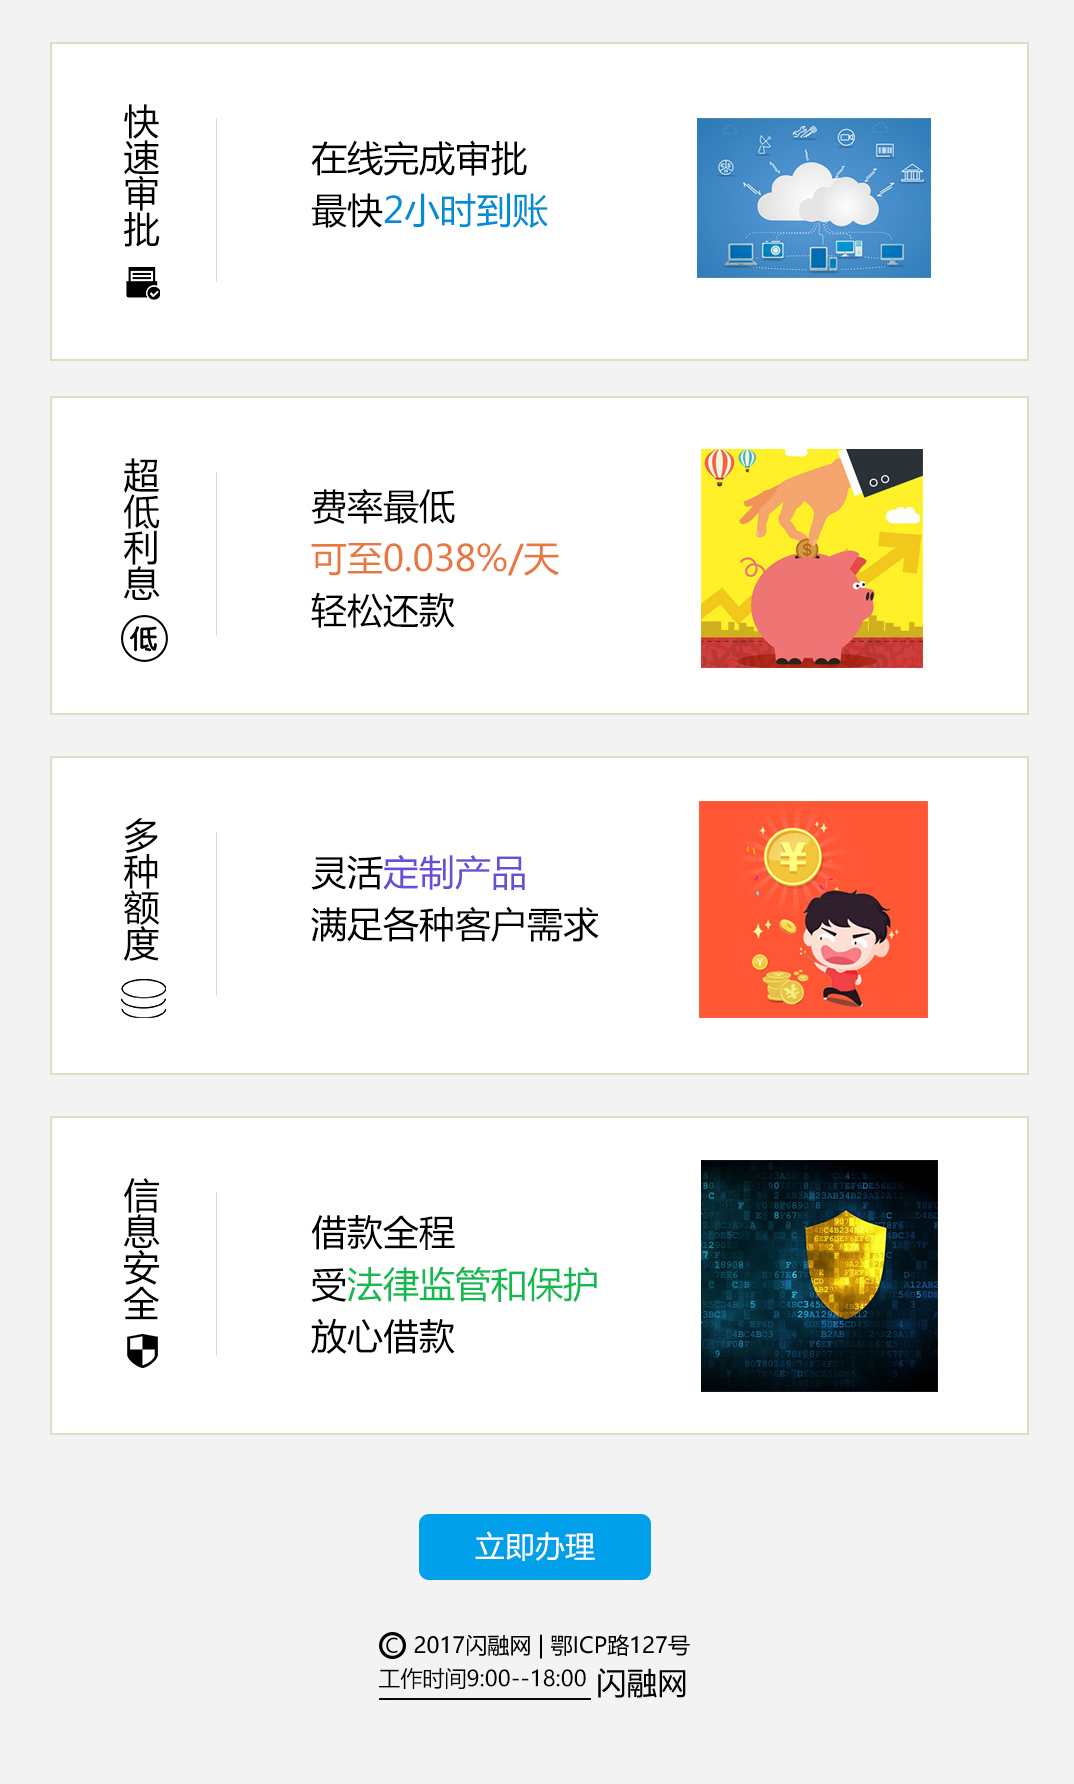 快速审批
在线完成审批
最快2小时到账
超低利息
低
费率最低
可至0.038%/天
轻松还款
多种额度
灵活定制产品
满足各种客户需求
信息安全
借款全程
受法律监管和保护
放心借款
立即办理
© 2017闪融网 | 鄂ICP路127号
工作时间9:00--18:00 闪融网